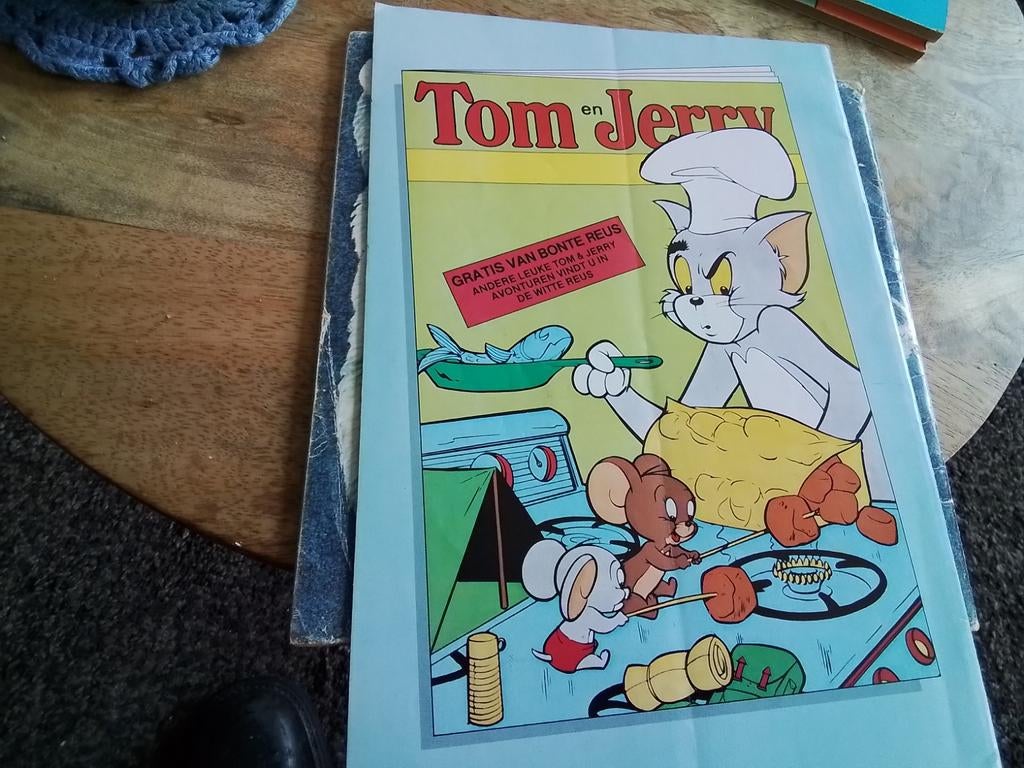 Tom en Jerry
GRATIS VAN BONTE REUS
ANDERE LEUKE TOM & JERRY
AVONTUREN VINDT U IN
DE WITTE REUS